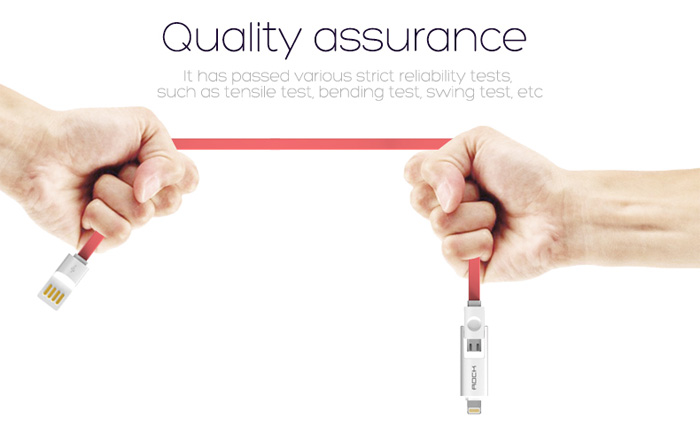 Quality assurance
It has passed various strict reliability tests,
such as tensile test, bending test, swing test, etc
ROCK